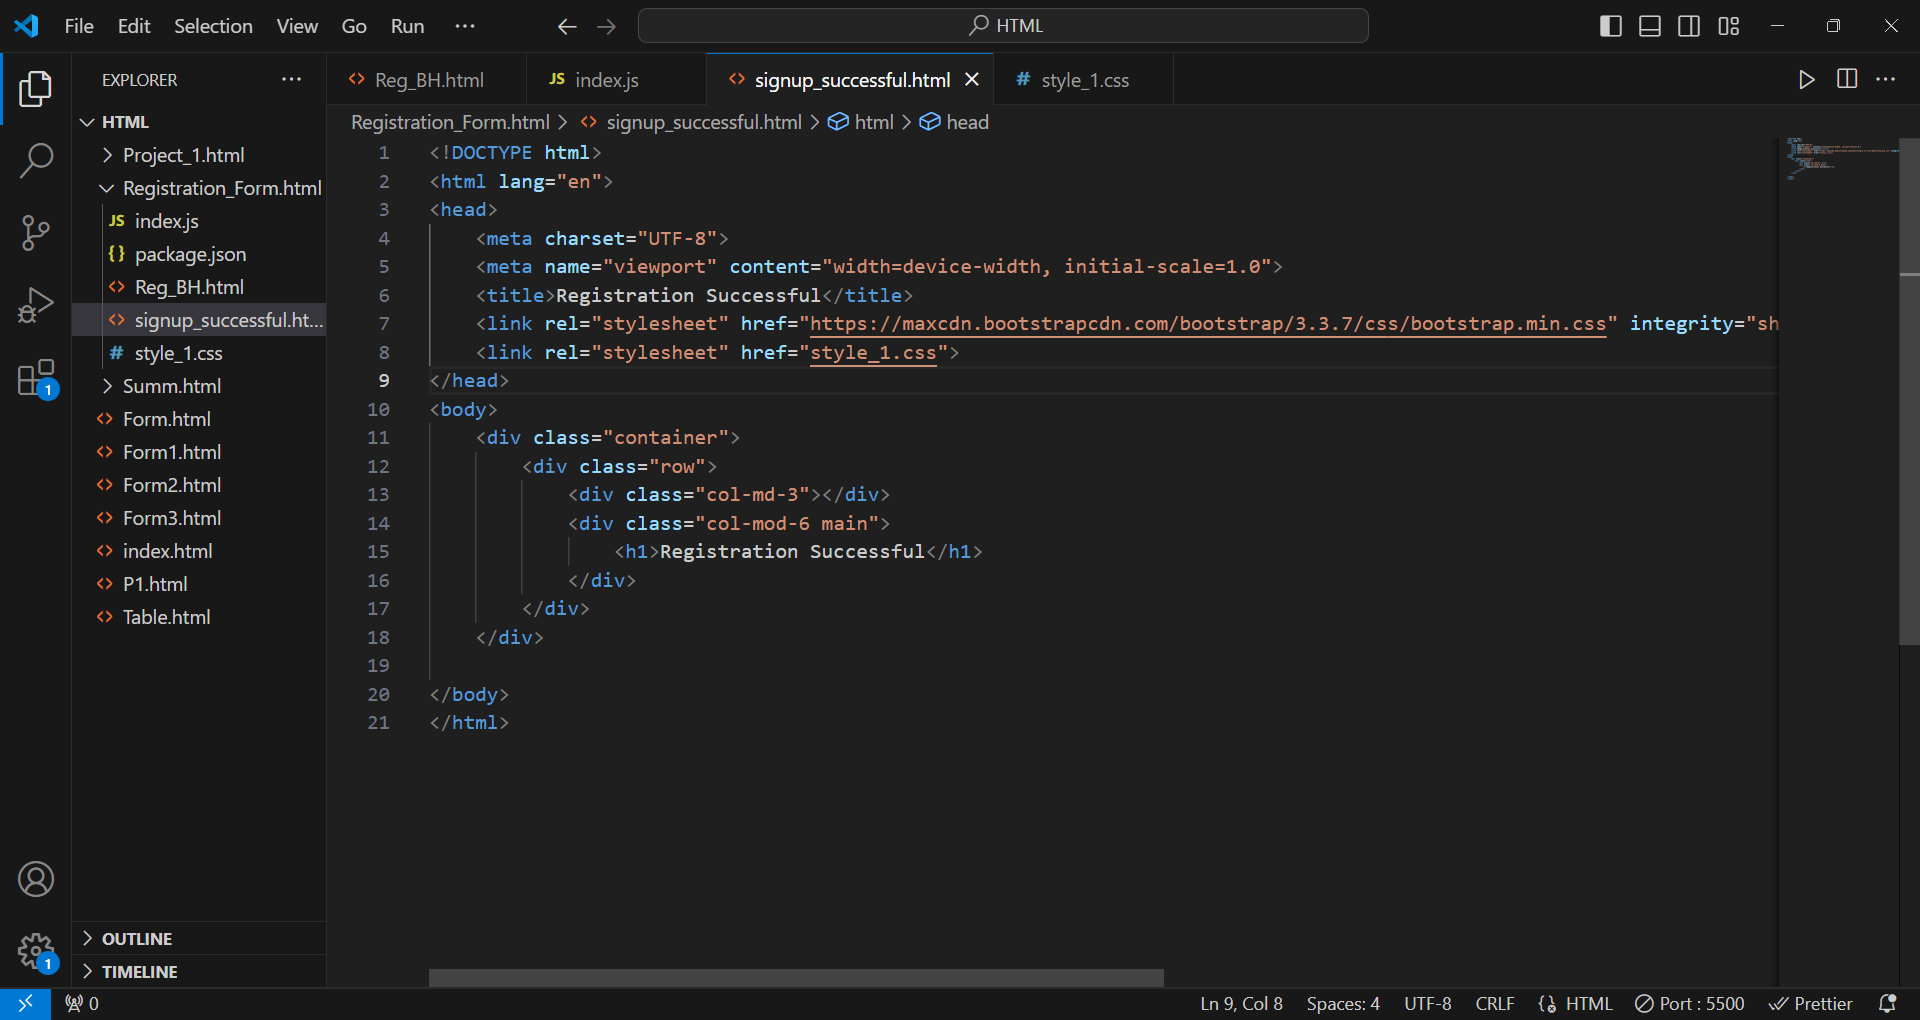 File Edit Selection View Go Run ··· HTML
EXPLORER ···
HTML
Project_1.html
Registration_Form.html
JS index.js
{} package.json
<> Reg_BH.html
<> signup_successful.ht...
# style_1.css
Summ.html
<> Form.html
<> Form1.html
<> Form2.html
<> Form3.html
<> index.html
<> P1.html
<> Table.html
OUTLINE
TIMELINE
1
1
<> Reg_BH.html JS index.js <> signup_successful.html # style_1.css ···
Registration_Form.html > <> signup_successful.html > html > head
1 <!DOCTYPE html>
2 <html lang="en">
3 <head>
4 <meta charset="UTF-8">
5 <meta name="viewport" content="width=device-width, initial-scale=1.0">
6 <title>Registration Successful</title>
7 <link rel="stylesheet" href="https://maxcdn.bootstrapcdn.com/bootstrap/3.3.7/css/bootstrap.min.css" integrity="sh
8 <link rel="stylesheet" href="style_1.css">
9 </head>
10 <body>
11 <div class="container">
12 <div class="row">
13 <div class="col-md-3"></div>
14 <div class="col-mod-6 main">
15 <h1>Registration Successful</h1>
16 </div>
17 </div>
18 </div>
19
20 </body>
21 </html>
0 Ln 9, Col 8 Spaces: 4 UTF-8 CRLF HTML Port : 5500 Prettier